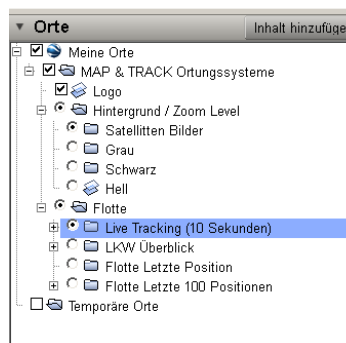 Orte
Inhalt hinzufüge
Meine Orte
MAP & TRACK Ortungssysteme
Logo
Hintergrund / Zoom Level
Satellitten Bilder
Grau
Schwarz
Hell
Flotte
Live Tracking (10 Sekunden)
LKW Überblick
Flotte Letzte Position
Flotte Letzte 100 Positionen
Temporäre Orte